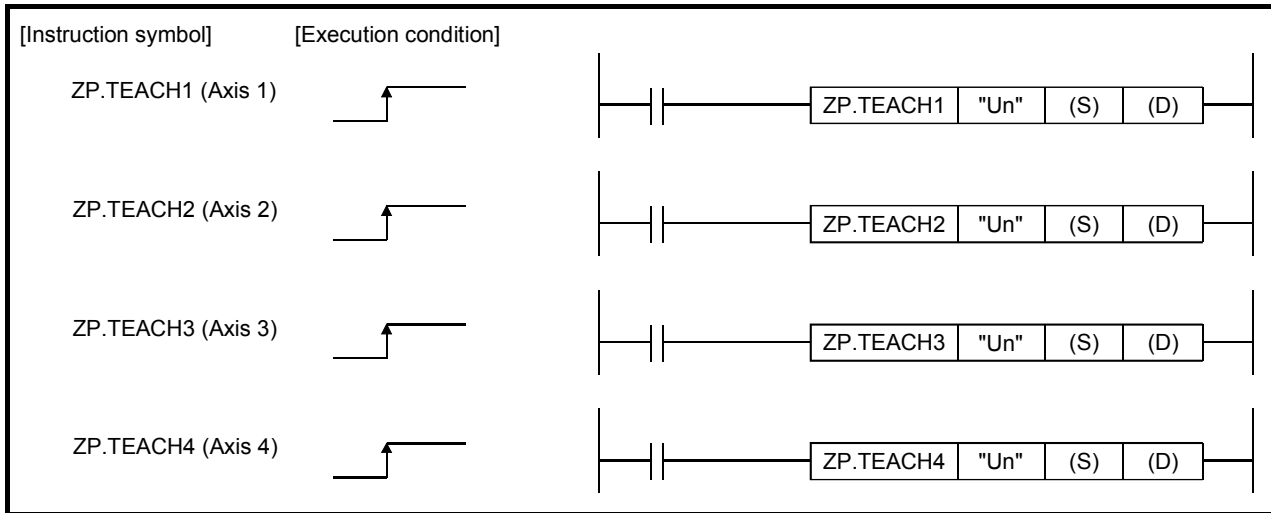 [Instruction symbol] [Execution condition]
ZP.TEACH1 (Axis 1) ZP.TEACH1 "Un" (S) (D)
ZP.TEACH2 (Axis 2) ZP.TEACH2 "Un" (S) (D)
ZP.TEACH3 (Axis 3) ZP.TEACH3 "Un" (S) (D)
ZP.TEACH4 (Axis 4) ZP.TEACH4 "Un" (S) (D)